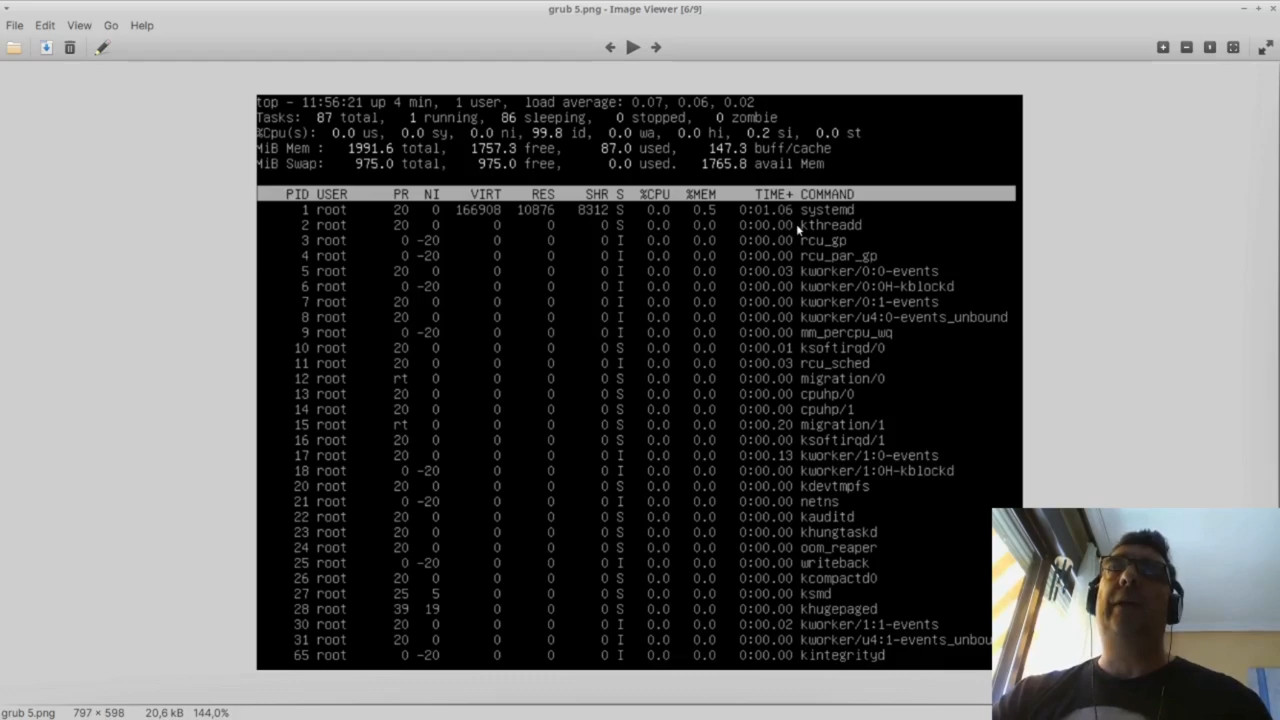 grub 5.png - Image Viewer [6/9]
File Edit View Go Help
top - 11:56:21 up 4 min, 1 user, load average: 0.07, 0.06, 0.02
Tasks: 87 total, 1 running, 86 sleeping, 0 stopped, 0 zombie
%Cpu(s): 0.0 us, 0.0 sy, 0.0 ni, 99.8 id, 0.0 wa, 0.0 hi, 0.2 si, 0.0 st
MiB Mem : 1991.6 total, 1757.3 free, 87.0 used, 147.3 buff/cache
MiB Swap: 975.0 total, 975.0 free, 0.0 used. 1765.8 avail Mem
PID USER PR NI VIRT RES SHR S %CPU %MEM TIME+ COMMAND
1 root 20 0 166908 10876 8312 S 0.0 0.5 0:01.06 systemd
2 root 20 0 0 0 0 S 0.0 0.0 0:00.00 kthreadd
3 root 0 -20 0 0 0 I 0.0 0.0 0:00.00 rcu_gp
4 root 0 -20 0 0 0 I 0.0 0.0 0:00.00 rcu_par_gp
5 root 20 0 0 0 0 I 0.0 0.0 0:00.03 kworker/0:0-events
6 root 0 -20 0 0 0 I 0.0 0.0 0:00.00 kworker/0:0H-kblockd
7 root 20 0 0 0 0 I 0.0 0.0 0:00.00 kworker/0:1-events
8 root 20 0 0 0 0 I 0.0 0.0 0:00.00 kworker/u4:0-events_unbound
9 root 0 -20 0 0 0 I 0.0 0.0 0:00.00 mm_percpu_wq
10 root 20 0 0 0 0 S 0.0 0.0 0:00.01 ksoftirqd/0
11 root 20 0 0 0 0 I 0.0 0.0 0:00.03 rcu_sched
12 root rt 0 0 0 0 S 0.0 0.0 0:00.00 migration/0
13 root 20 0 0 0 0 S 0.0 0.0 0:00.00 cpuhp/0
14 root 20 0 0 0 0 S 0.0 0.0 0:00.00 cpuhp/1
15 root rt 0 0 0 0 S 0.0 0.0 0:00.20 migration/1
16 root 20 0 0 0 0 S 0.0 0.0 0:00.00 ksoftirqd/1
17 root 20 0 0 0 0 I 0.0 0.0 0:00.13 kworker/1:0-events
18 root 0 -20 0 0 0 I 0.0 0.0 0:00.00 kworker/1:0H-kblockd
20 root 20 0 0 0 0 S 0.0 0.0 0:00.00 kdevtmpfs
21 root 0 -20 0 0 0 I 0.0 0.0 0:00.00 netns
22 root 20 0 0 0 0 S 0.0 0.0 0:00.00 kauditd
23 root 20 0 0 0 0 S 0.0 0.0 0:00.00 khungtaskd
24 root 20 0 0 0 0 S 0.0 0.0 0:00.00 oom_reaper
25 root 0 -20 0 0 0 I 0.0 0.0 0:00.00 writeback
26 root 20 0 0 0 0 S 0.0 0.0 0:00.00 kcompactd0
27 root 25 5 0 0 0 S 0.0 0.0 0:00.00 ksmd
28 root 39 19 0 0 0 S 0.0 0.0 0:00.00 khugepaged
30 root 20 0 0 0 0 I 0.0 0.0 0:00.02 kworker/1:1-events
31 root 20 0 0 0 0 I 0.0 0.0 0:00.00 kworker/u4:1-events_unbou
65 root 0 -20 0 0 0 I 0.0 0.0 0:00.00 kintegrityd
grub 5.png 797 × 598 20,6 kB 144,0%